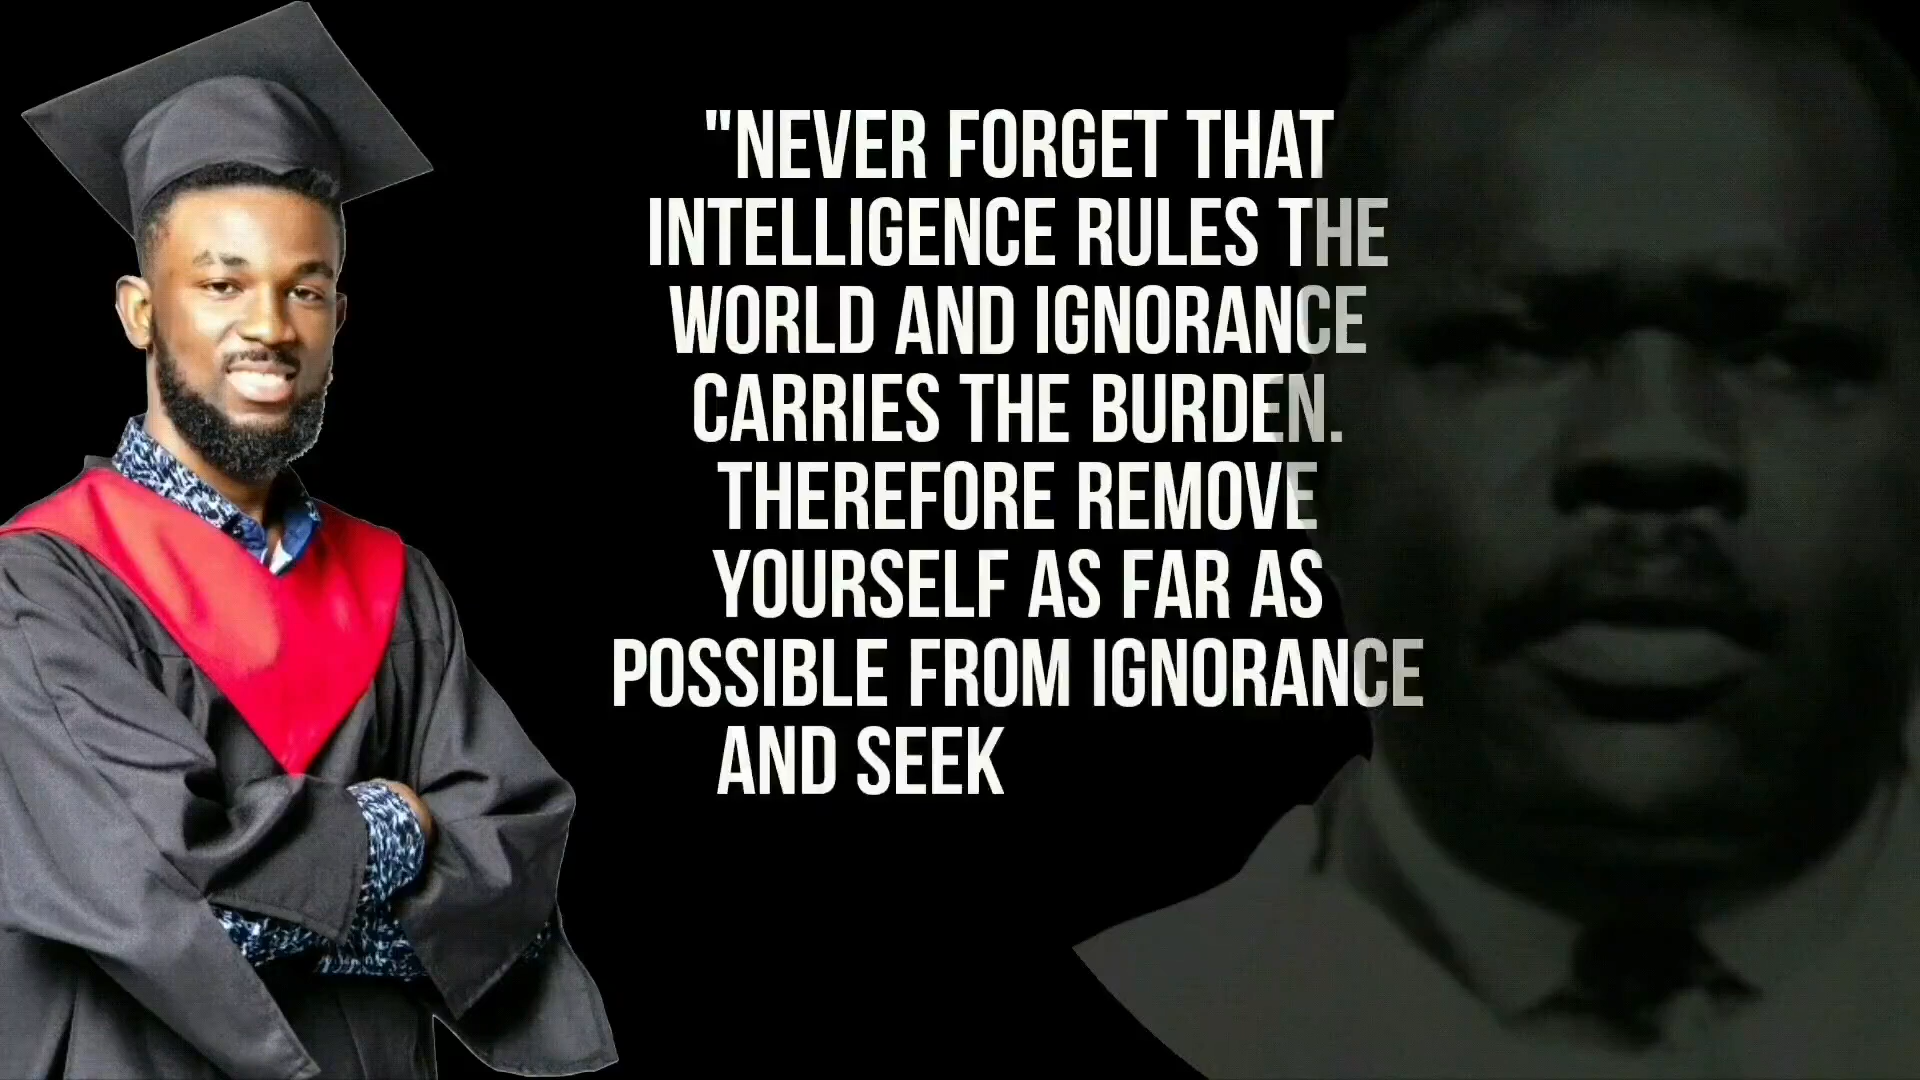 "NEVER FORGET THAT
INTELLIGENCE RULES THE
WORLD AND IGNORANCE
CARRIES THE BURDEN.
THEREFORE REMOVE
YOURSELF AS FAR AS
POSSIBLE FROM IGNORANCE
AND SEEK